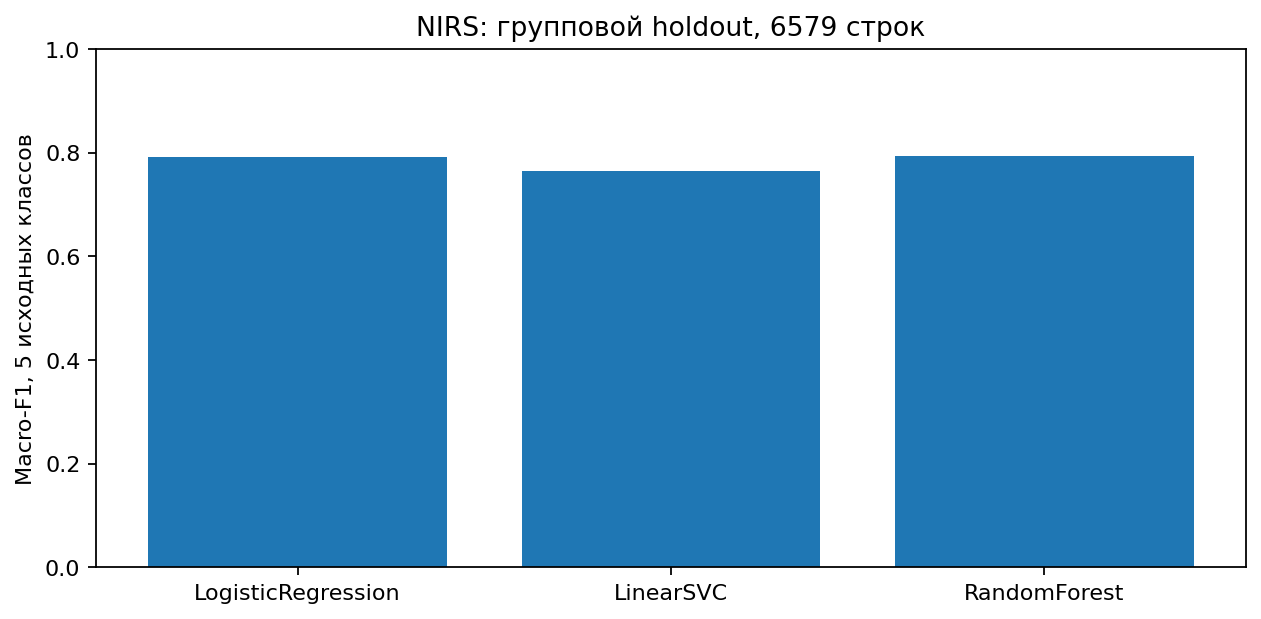 NIRS: групповой holdout, 6579 строк
Macro-F1, 5 исходных классов
1.0
0.8
0.6
0.4
0.2
0.0
LogisticRegression
LinearSVC
RandomForest